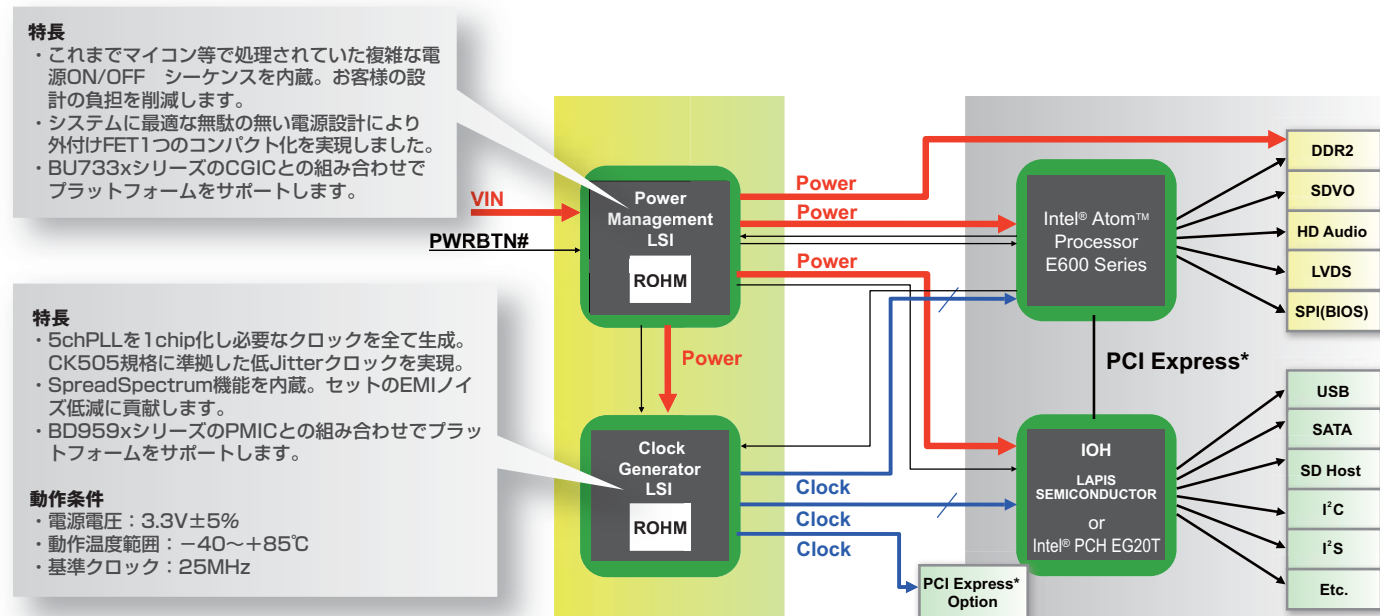 特長
・これまでマイコン等で処理されていた複雑な電
源ON/OFF　シーケンスを内蔵。お客様の設
計の負担を削減します。
・システムに最適な無駄の無い電源設計により
外付けFET1つのコンパクト化を実現しました。
・BU733xシリーズのCGICとの組み合わせで
プラットフォームをサポートします。
VIN
PWRBTN#
Power
Management
LSI
ROHM
Power
Power
Power
Power
Intel® Atom™
Processor
E600 Series
DDR2
SDVO
HD Audio
LVDS
SPI(BIOS)
特長
・5chPLLを1chip化し必要なクロックを全て生成。
CK505規格に準拠した低Jitterクロックを実現。
・SpreadSpectrum機能を内蔵。セットのEMIノイ
ズ低減に貢献します。
・BD959xシリーズのPMICとの組み合わせでプラッ
トフォームをサポートします。
動作条件
・電源電圧：3.3V±5%
・動作温度範囲：－40～＋85℃
・基準クロック：25MHz
Clock
Generator
LSI
ROHM
Clock
Clock
Clock
PCI Express*
IOH
LAPIS
SEMICONDUCTOR
or
Intel® PCH EG20T
PCI Express*
Option
USB
SATA
SD Host
I²C
I²S
Etc.